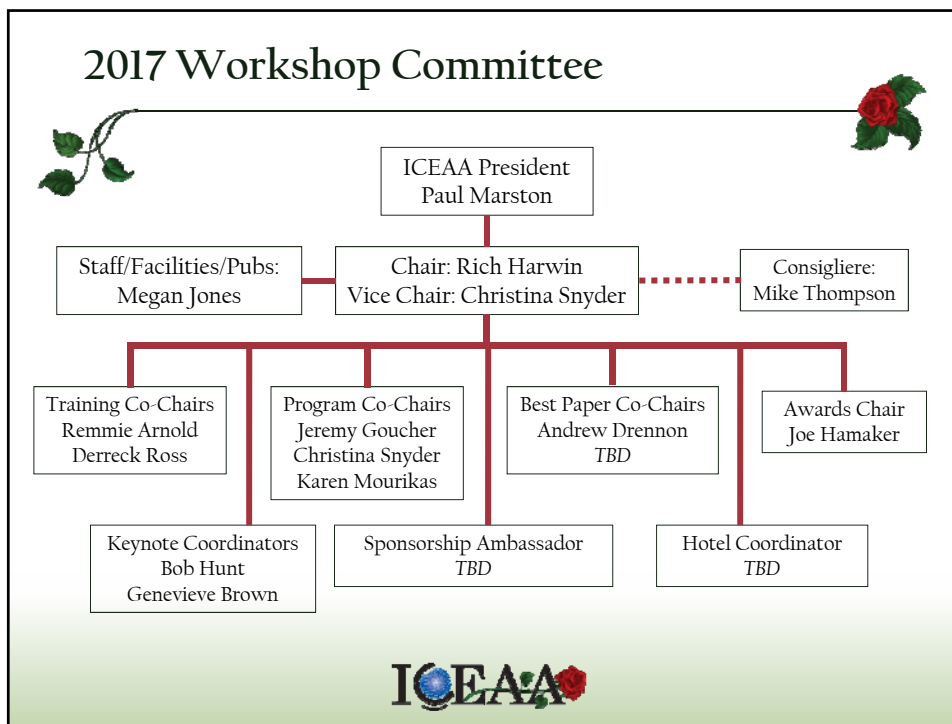 2017 Workshop Committee
ICEAA President
Paul Marston
Staff/Facilities/Pubs:
Megan Jones
Chair: Rich Harwin
Vice Chair: Christina Snyder
Consigliere:
Mike Thompson
Training Co-Chairs
Remmie Arnold
Derreck Ross
Program Co-Chairs
Jeremy Goucher
Christina Snyder
Karen Mourikas
Best Paper Co-Chairs
Andrew Drennon
TBD
Awards Chair
Joe Hamaker
Keynote Coordinators
Bob Hunt
Genevieve Brown
Sponsorship Ambassador
TBD
Hotel Coordinator
TBD
ICEAA